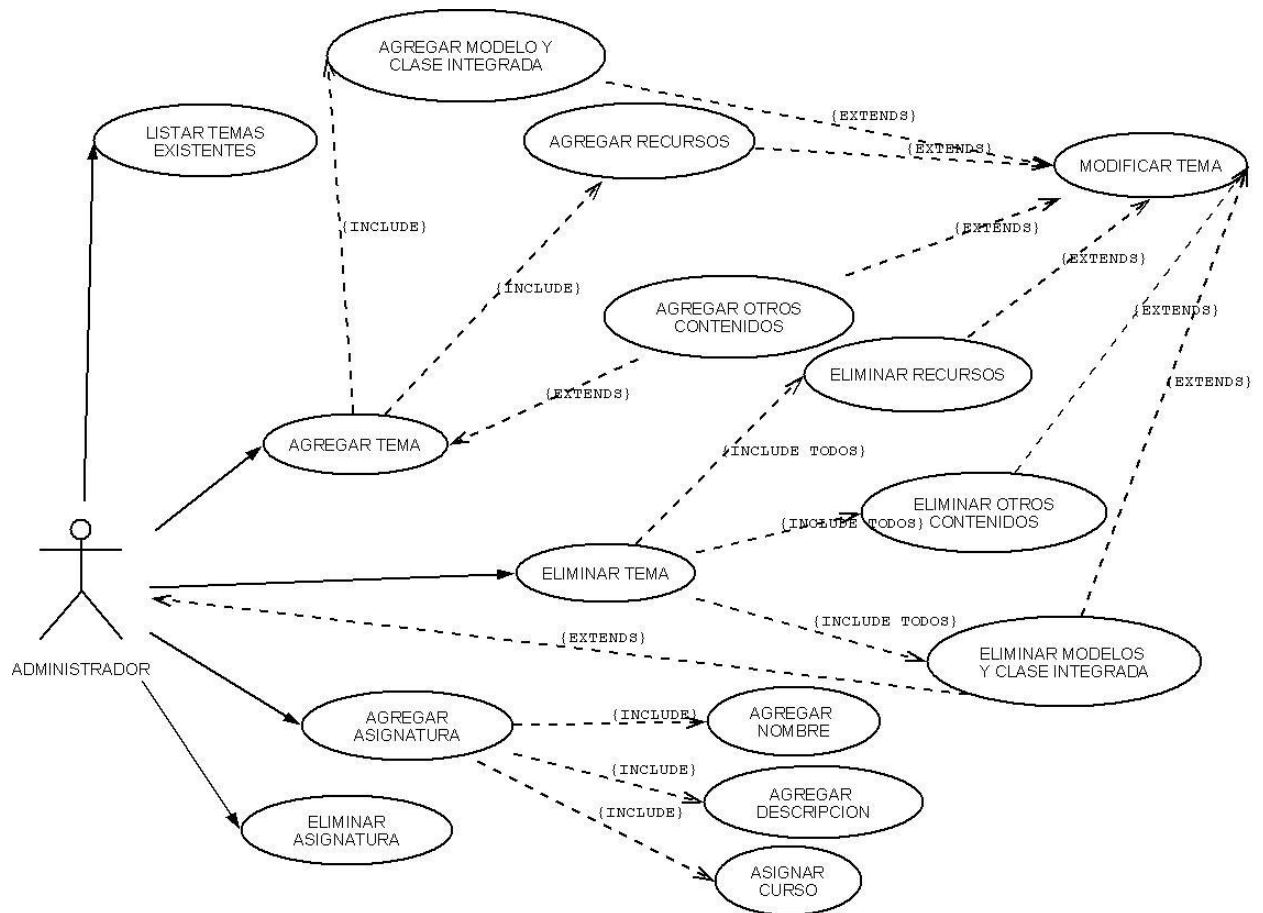 AGREGAR MODELO Y
CLASE INTEGRADA
{EXTENDS}
LISTAR TEMAS
EXISTENTES
AGREGAR RECURSOS
{EXTENDS}
MODIFICAR TEMA
{INCLUDE}
{EXTENDS}
{INCLUDE}
{EXTENDS}
AGREGAR OTROS
CONTENIDOS
{EXTENDS}
ELIMINAR RECURSOS
{EXTENDS}
{EXTENDS}
AGREGAR TEMA
{INCLUDE TODOS}
ELIMINAR OTROS
CONTENIDOS
{INCLUDE TODOS}
ELIMINAR TEMA
{INCLUDE TODOS}
{EXTENDS}
ELIMINAR MODELOS
Y CLASE INTEGRADA
ADMINISTRADOR
AGREGAR
ASIGNATURA
{INCLUDE}
AGREGAR
NOMBRE
{INCLUDE}
AGREGAR
DESCRIPCION
{INCLUDE}
ELIMINAR
ASIGNATURA
ASIGNAR
CURSO